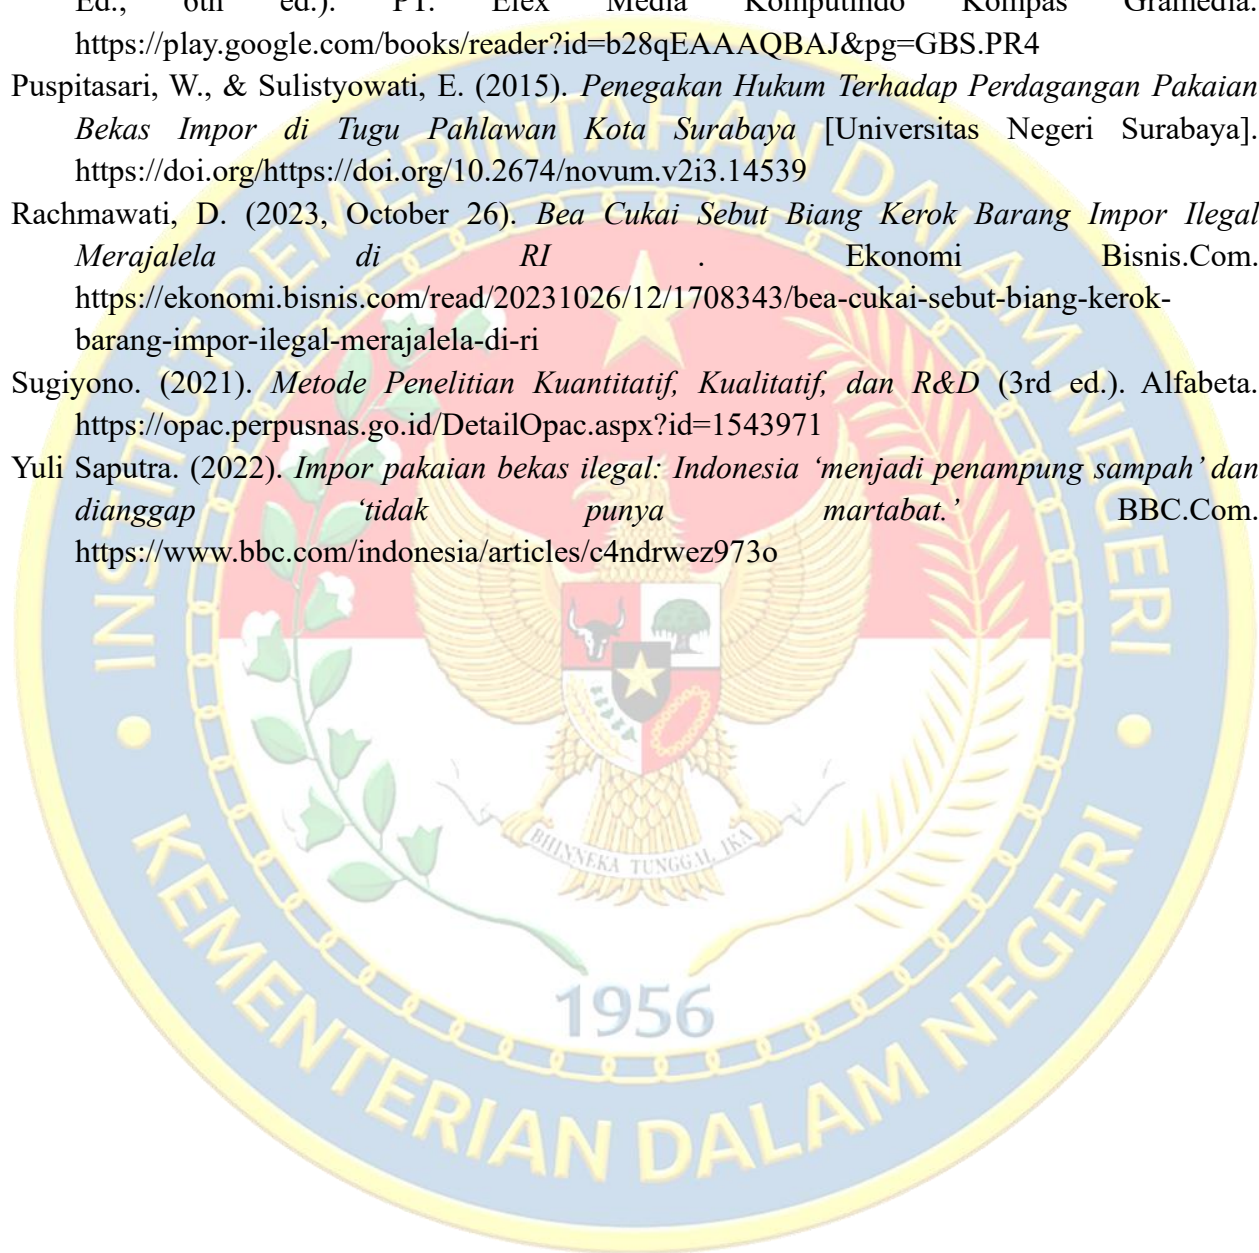 Ed., 6th ed.). PT. Elex Media Komputindo Kompas Gramedia.
https://play.google.com/books/reader?id=b28qEAAAQBAJ&pg=GBS.PR4
Puspitasari, W., & Sulistyowati, E. (2015). Penegakan Hukum Terhadap Perdagangan Pakaian
Bekas Impor di Tugu Pahlawan Kota Surabaya [Universitas Negeri Surabaya].
https://doi.org/https://doi.org/10.2674/novum.v2i3.14539
Rachmawati, D. (2023, October 26). Bea Cukai Sebut Biang Kerok Barang Impor Ilegal
Merajalela di RI . Ekonomi Bisnis.Com.
https://ekonomi.bisnis.com/read/20231026/12/1708343/bea-cukai-sebut-biang-kerok-
barang-impor-ilegal-merajalela-di-ri
Sugiyono. (2021). Metode Penelitian Kuantitatif, Kualitatif, dan R&D (3rd ed.). Alfabeta.
https://opac.perpusnas.go.id/DetailOpac.aspx?id=1543971
Yuli Saputra. (2022). Impor pakaian bekas ilegal: Indonesia ‘menjadi penampung sampah’ dan
dianggap ‘tidak punya martabat.’ BBC.Com.
https://www.bbc.com/indonesia/articles/c4ndrwez973o
INSTITUT PEMERINTAHAN DALAM NEGERI
BHINNEKA TUNGGAL IKA
1956
KEMENTERIAN DALAM NEGERI